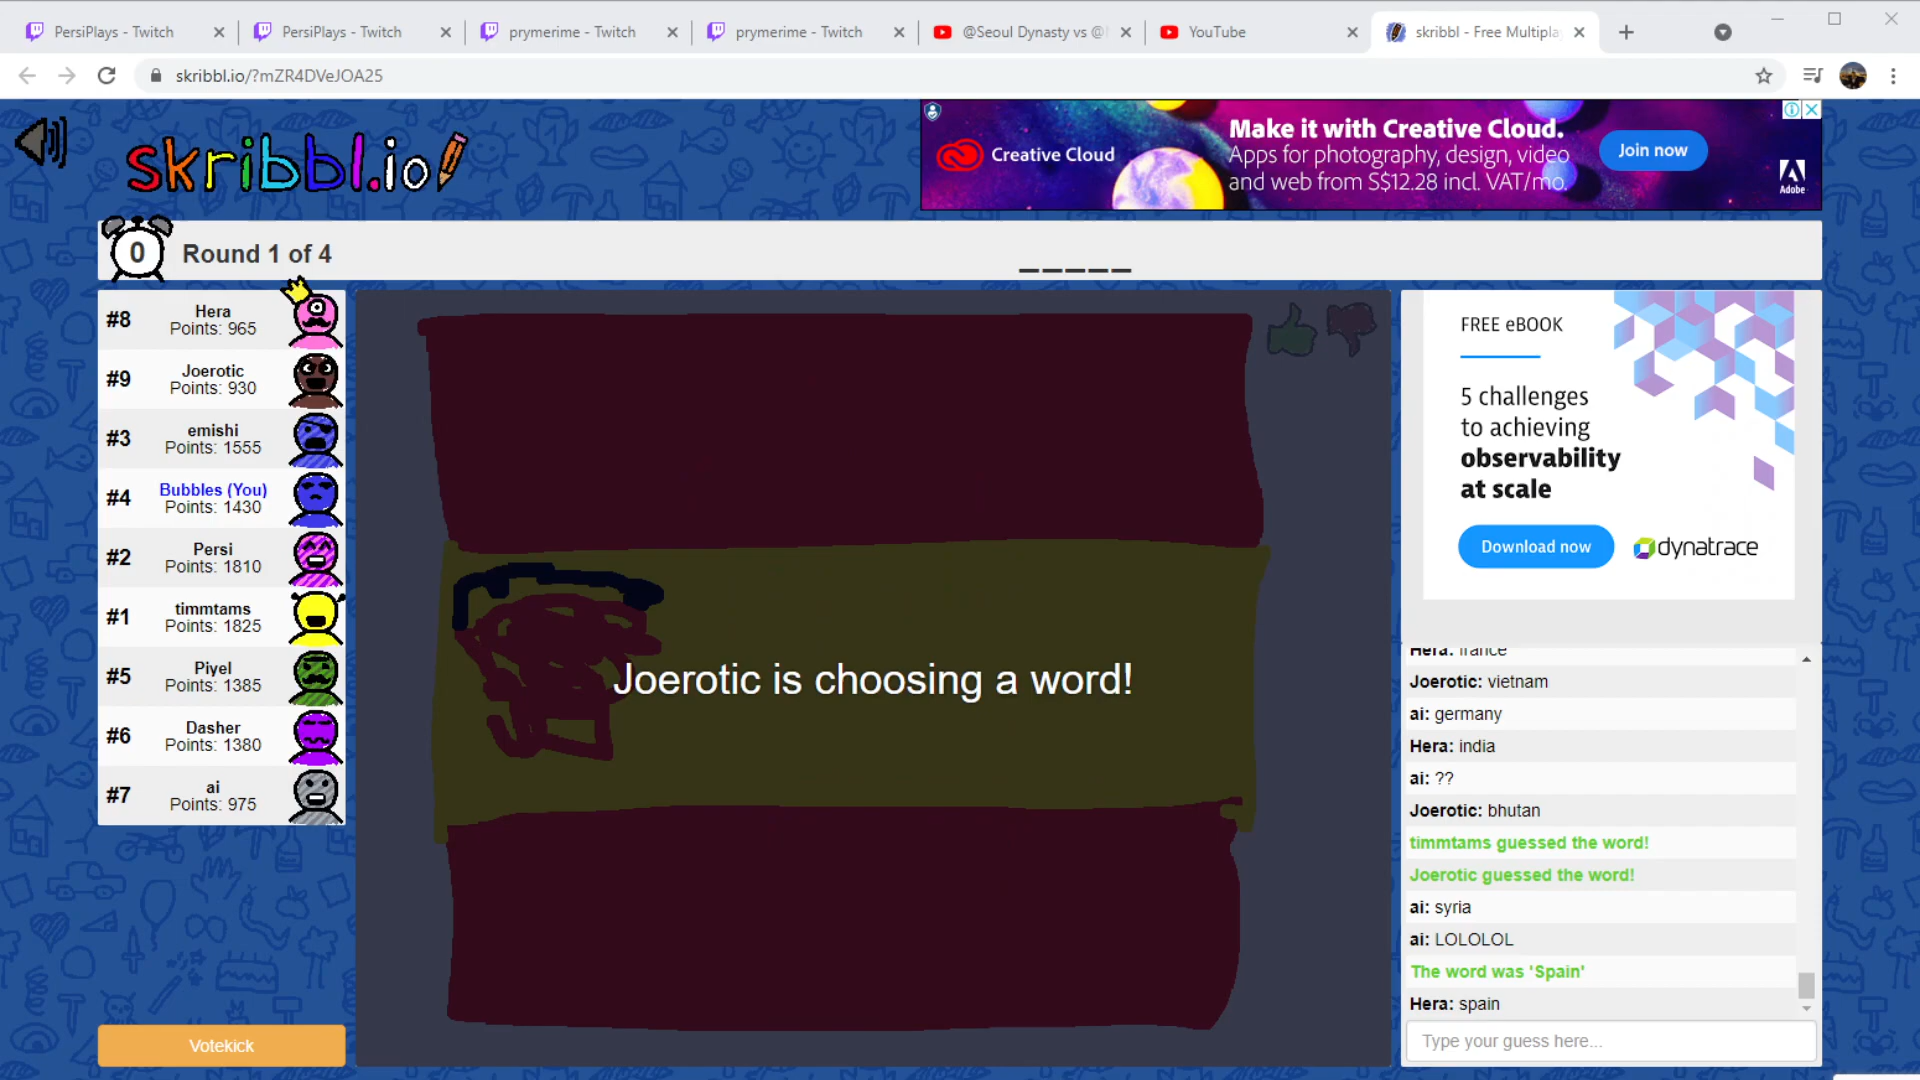 PersiPlays - Twitch
PersiPlays - Twitch
prymerime - Twitch
prymerime - Twitch
@Seoul Dynasty vs @
YouTube
skribbl - Free Multipla
skribbl.io/?mZR4DVeJOA25
skribbl.io
Creative Cloud
Make it with Creative Cloud.
Apps for photography, design, video
and web from S$12.28 incl. VAT/mo.
Join now
Adobe
0
Round 1 of 4
_____
#8
Hera
Points: 965
#9
Joerotic
Points: 930
#3
emishi
Points: 1555
#4
Bubbles (You)
Points: 1430
#2
Persi
Points: 1810
#1
timmtams
Points: 1825
#5
Piyel
Points: 1385
#6
Dasher
Points: 1380
#7
ai
Points: 975
Votekick
Joerotic is choosing a word!
FREE eBOOK
5 challenges
to achieving
observability
at scale
Download now
dynatrace
Hera: france
Joerotic: vietnam
ai: germany
Hera: india
ai: ??
Joerotic: bhutan
timmtams guessed the word!
Joerotic guessed the word!
ai: syria
ai: LOLOLOL
The word was 'Spain'
Hera: spain
Type your guess here...